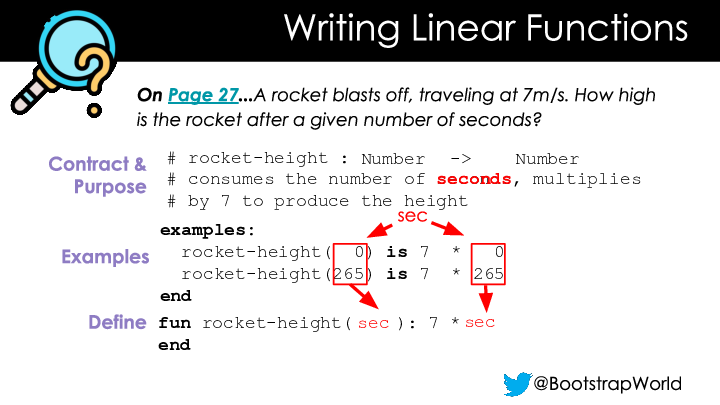 Writing Linear Functions
On Page 27...A rocket blasts off, traveling at 7m/s. How high
is the rocket after a given number of seconds?
Contract &
Purpose
# rocket-height : Number -> Number
# consumes the number of seconds, multiplies
# by 7 to produce the height
sec
Examples
examples:
rocket-height( 0) is 7 * 0
rocket-height(265) is 7 * 265
end
Define
fun rocket-height( sec ): 7 * sec
end
@BootstrapWorld